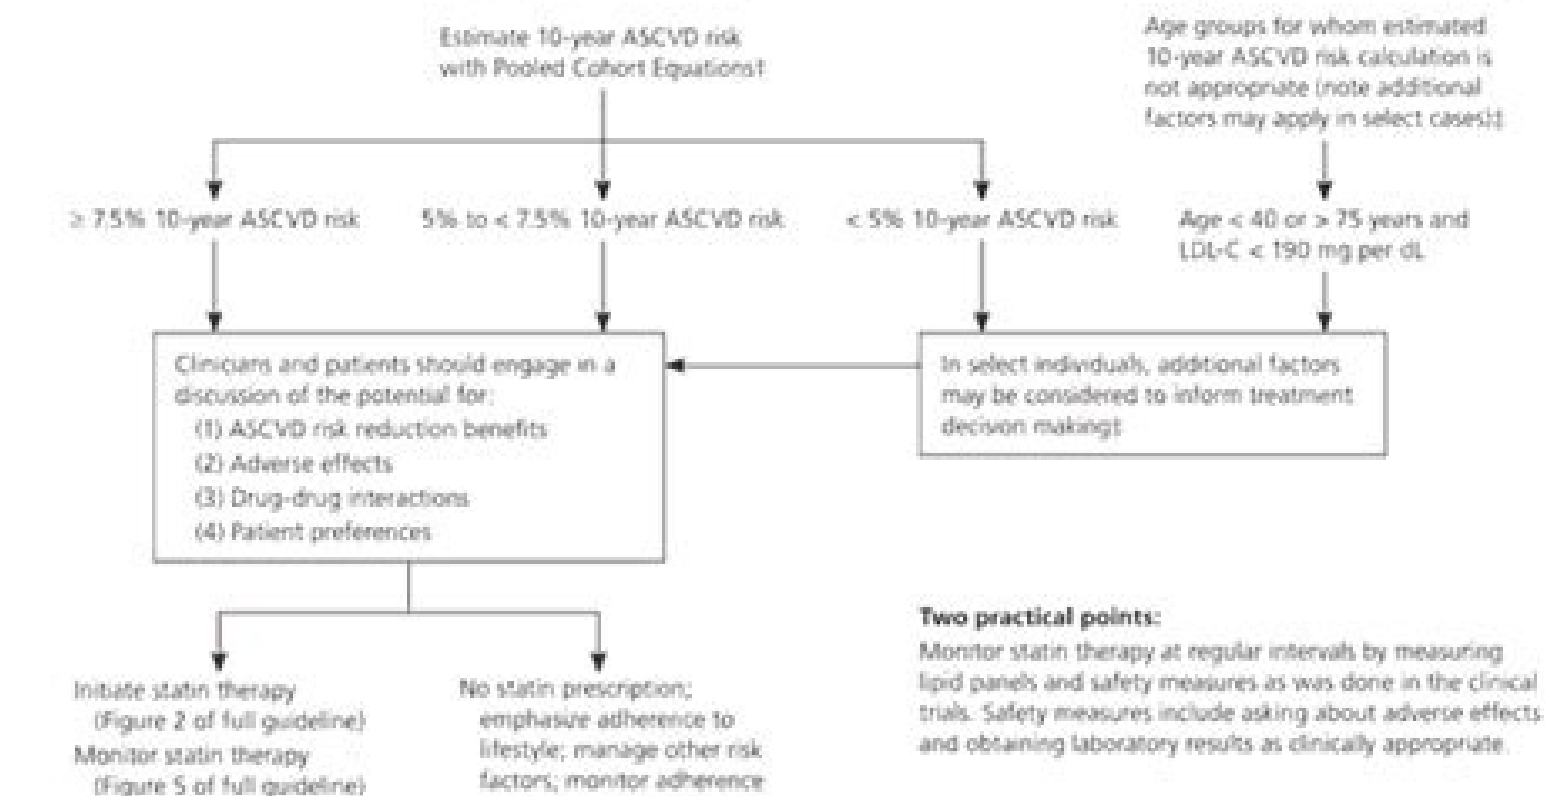 Estimate 10-year ASCVD risk
with Pooled Cohort Equations†
Age groups for whom estimated
10-year ASCVD risk calculation is
not appropriate (note additional
factors may apply in select cases)‡
≥ 7.5% 10-year ASCVD risk
5% to < 7.5% 10-year ASCVD risk
< 5% 10-year ASCVD risk
Age < 40 or > 75 years and
LDL-C < 190 mg per dL
Clinicians and patients should engage in a
discussion of the potential for:
(1) ASCVD risk reduction benefits
(2) Adverse effects
(3) Drug-drug interactions
(4) Patient preferences
In select individuals, additional factors
may be considered to inform treatment
decision making‡
Initiate statin therapy
(Figure 2 of full guideline)
Monitor statin therapy
(Figure 5 of full guideline)
No statin prescription;
emphasize adherence to
lifestyle; manage other risk
factors; monitor adherence
Two practical points:
Monitor statin therapy at regular intervals by measuring
lipid panels and safety measures as was done in the clinical
trials. Safety measures include asking about adverse effects
and obtaining laboratory results as clinically appropriate.